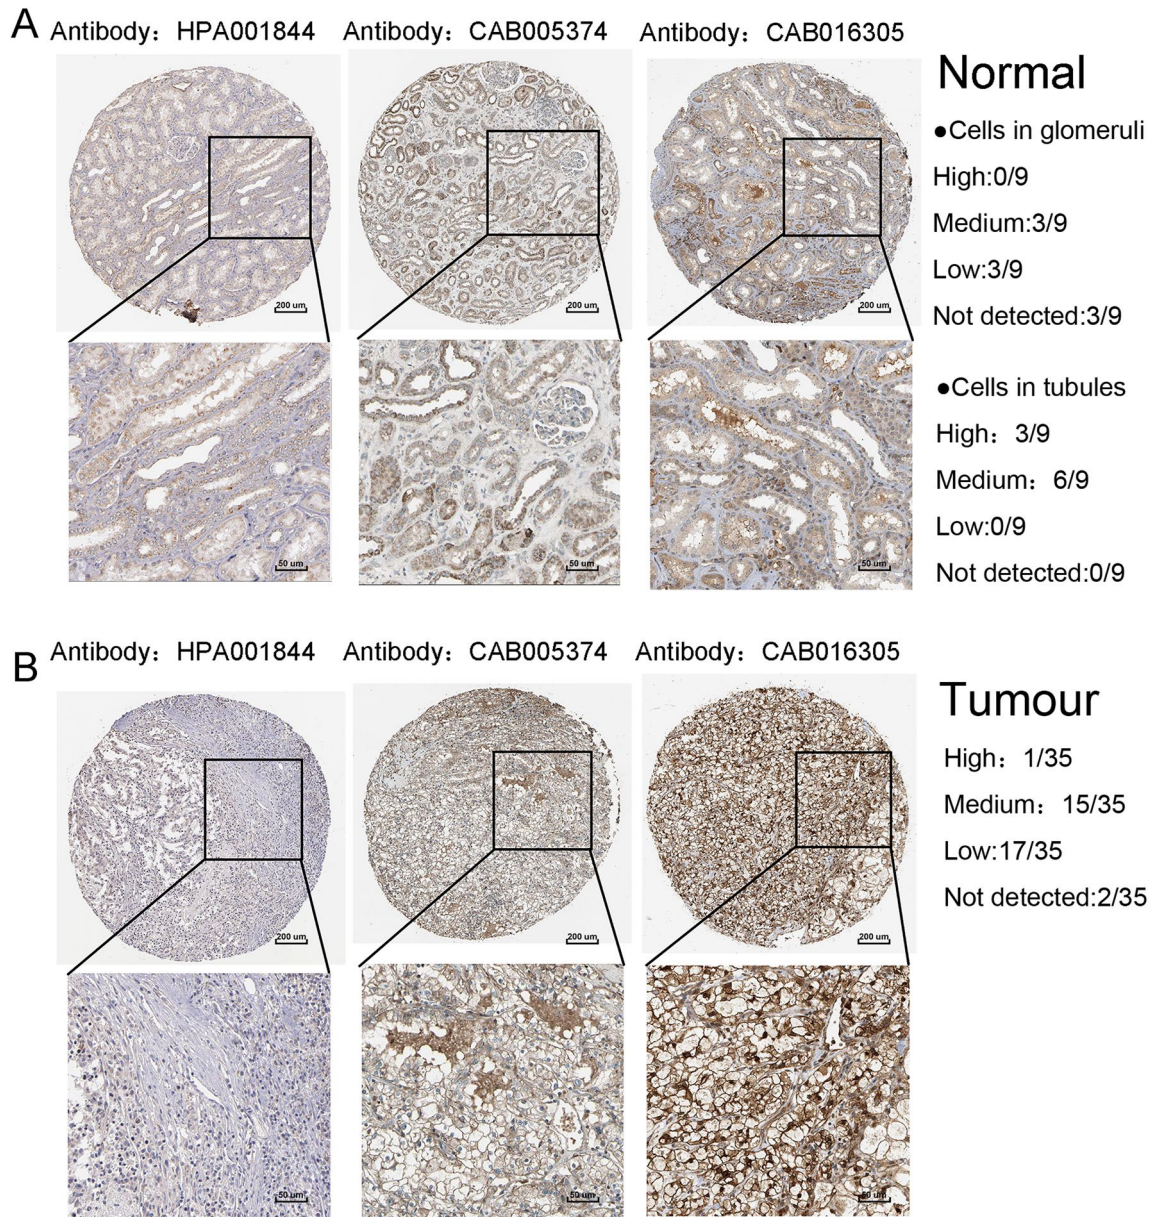 A
Antibody：HPA001844
Antibody：CAB005374
Antibody：CAB016305
Normal
●Cells in glomeruli
High:0/9
Medium:3/9
Low:3/9
Not detected:3/9
200 um
200 um
200 um
●Cells in tubules
High：3/9
Medium：6/9
Low:0/9
Not detected:0/9
50 um
50 um
50 um
B
Antibody：HPA001844
Antibody：CAB005374
Antibody：CAB016305
Tumour
High：1/35
Medium：15/35
Low:17/35
Not detected:2/35
200 um
200 um
200 um
50 um
50 um
50 um